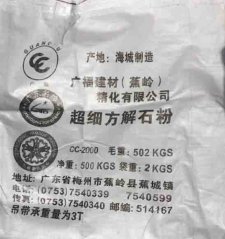 GUANG-F
产地: 海城制造
广福建材(蕉岭)
精化有限公司
超细方解石粉
CC-2000 毛重: 502 KGS
净重: 500 KGS 袋重: 2 KGS
地址: 广东省梅州市蕉岭县蕉城镇
电话: (0753)7540339 7540599
传真: (0753)7540340 邮编: 514167
吊带承重量为3T